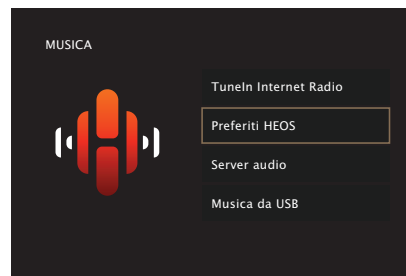 MUSICA
TuneIn Internet Radio
Preferiti HEOS
Server audio
Musica da USB